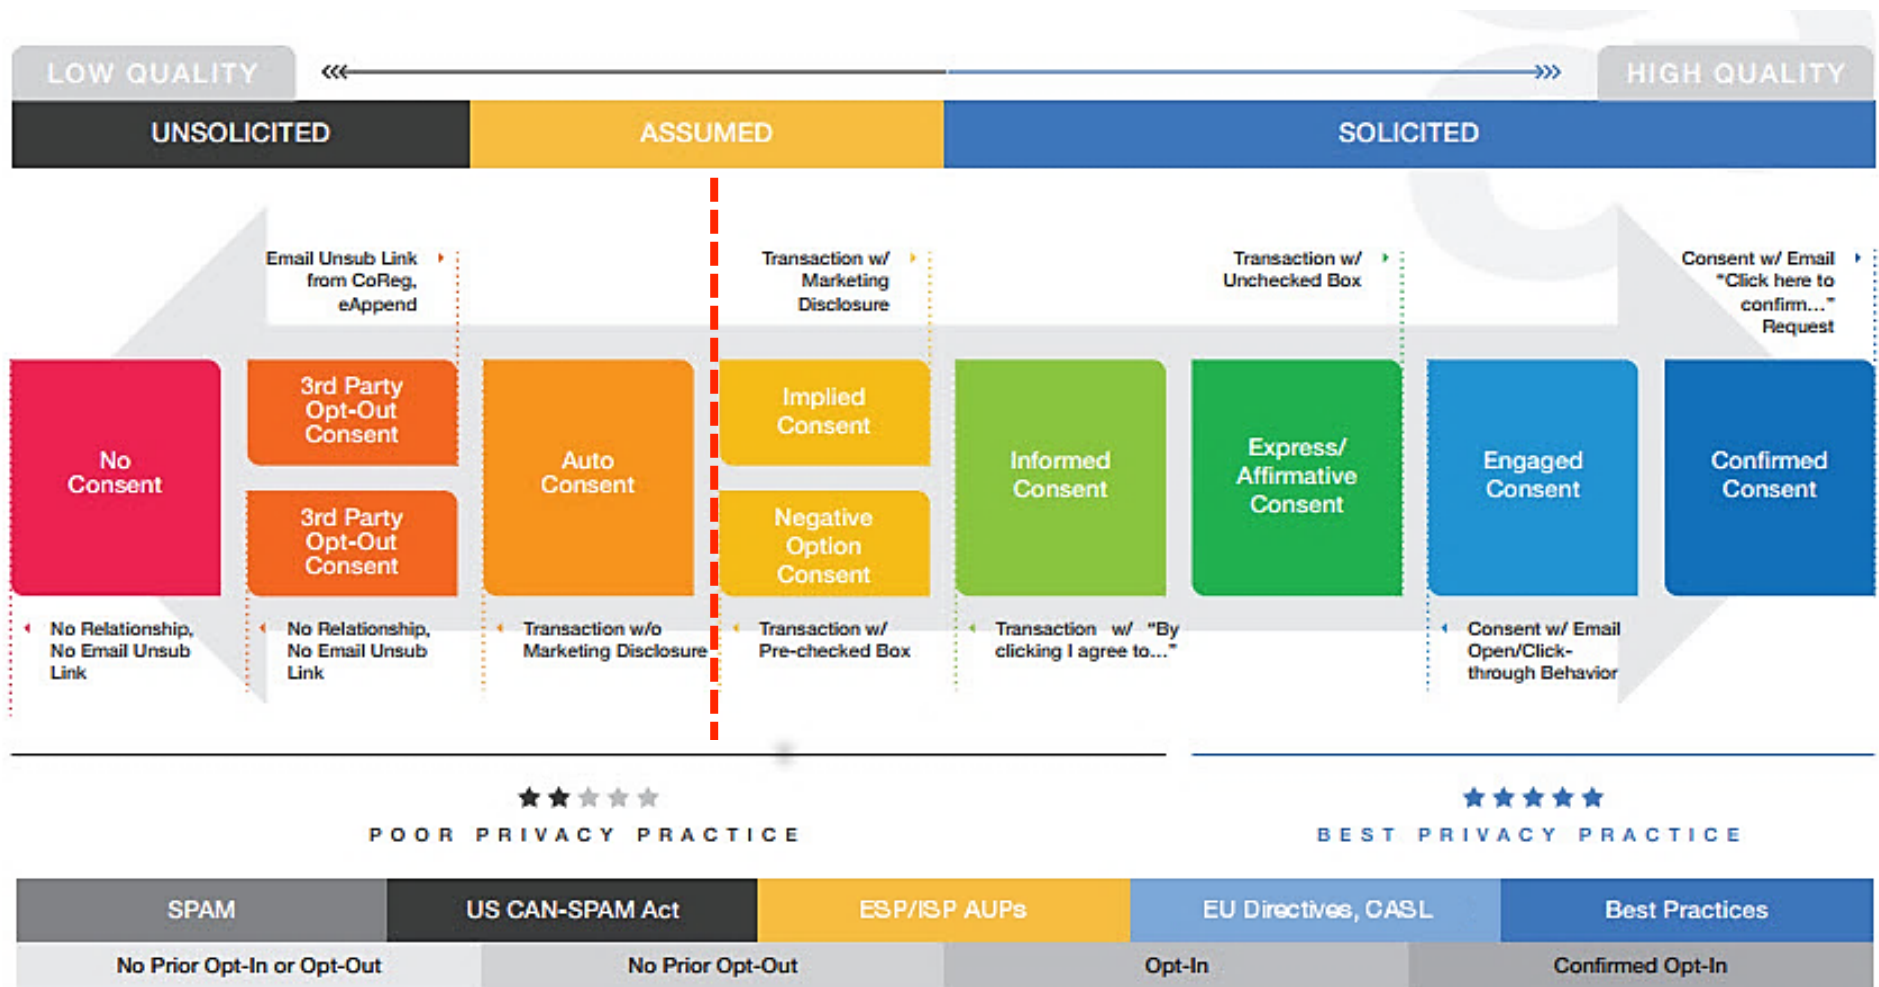 LOW QUALITY
HIGH QUALITY
UNSOLICITED
ASSUMED
SOLICITED
Email Unsub Link
from CoReg,
eAppend
Transaction w/
Marketing
Disclosure
Transaction w/
Unchecked Box
Consent w/ Email
“Click here to
confirm...”
Request
No
Consent
3rd Party
Opt-Out
Consent
3rd Party
Opt-Out
Consent
Auto
Consent
Implied
Consent
Negative
Option
Consent
Informed
Consent
Express/
Affirmative
Consent
Engaged
Consent
Confirmed
Consent
No Relationship,
No Email Unsub
Link
No Relationship,
No Email Unsub
Link
Transaction w/o
Marketing Disclosure
Transaction w/
Pre-checked Box
Transaction w/ “By
clicking I agree to...”
Consent w/ Email
Open/Click-
through Behavior
POOR PRIVACY PRACTICE
BEST PRIVACY PRACTICE
SPAM
US CAN-SPAM Act
ESP/ISP AUPs
EU Directives, CASL
Best Practices
No Prior Opt-In or Opt-Out
No Prior Opt-Out
Opt-In
Confirmed Opt-In